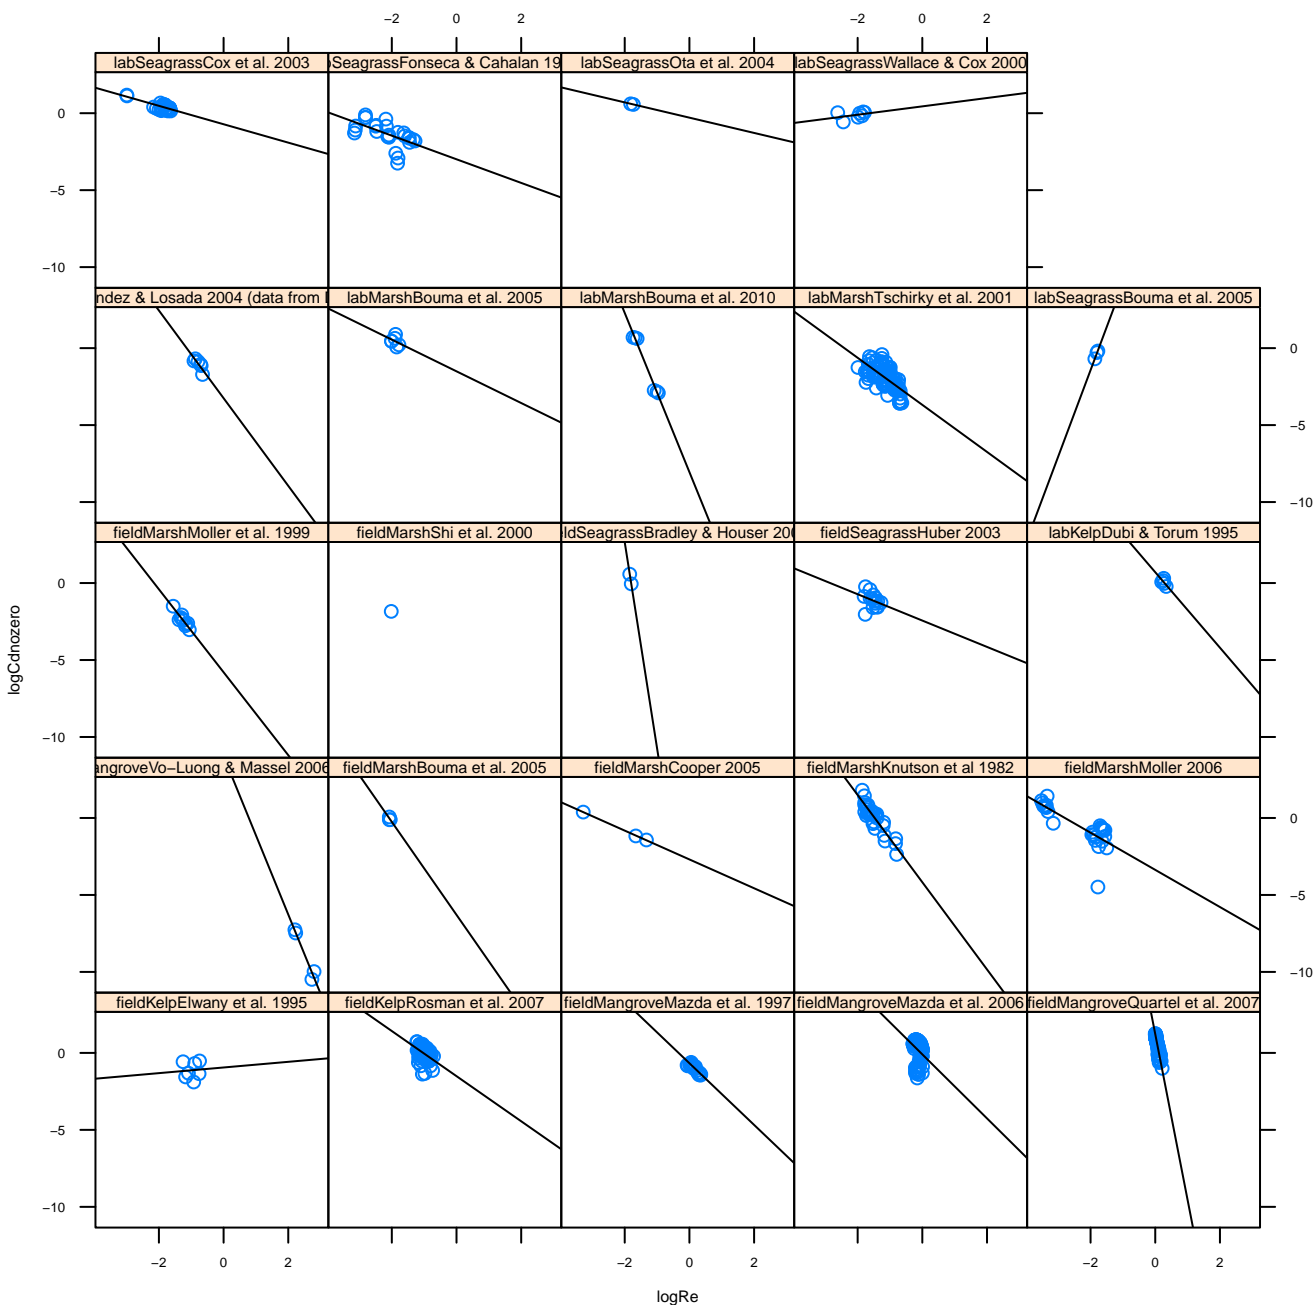 −2 0 2 −2 0 2
labSeagrassCox et al. 2003 SeagrassFonseca & Cahalan 19 labSeagrassOta et al. 2004 labSeagrassWallace & Cox 2000
0
−5
−10
ndez & Losada 2004 (data from labMarshBouma et al. 2005 labMarshBouma et al. 2010 labMarshTschirky et al. 2001 labSeagrassBouma et al. 2005
0
−5
−10
fieldMarshMoller et al. 1999 fieldMarshShi et al. 2000 ldSeagrassBradley & Houser 200 fieldSeagrassHuber 2003 labKelpDubi & Torum 1995
0
−5
−10
logCdnozero
angroveVo−Luong & Massel 2006 fieldMarshBouma et al. 2005 fieldMarshCooper 2005 fieldMarshKnutson et al 1982 fieldMarshMoller 2006
0
−5
−10
fieldKelpElwany et al. 1995 fieldKelpRosman et al. 2007 fieldMangroveMazda et al. 1997 fieldMangroveMazda et al. 2006 fieldMangroveQuartel et al. 2007
0
−5
−10
−2 0 2 −2 0 2 −2 0 2
logRe